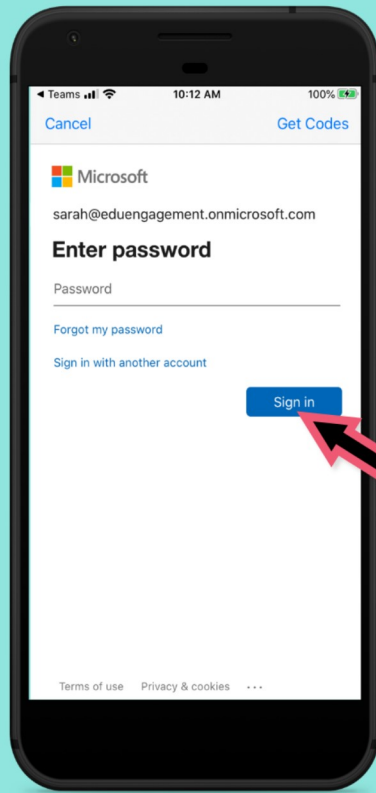 Teams 10:12 AM 100%
Cancel Get Codes
Microsoft
sarah@eduengagement.onmicrosoft.com
Enter password
Password
Forgot my password
Sign in with another account
Sign in
Terms of use Privacy & cookies ...